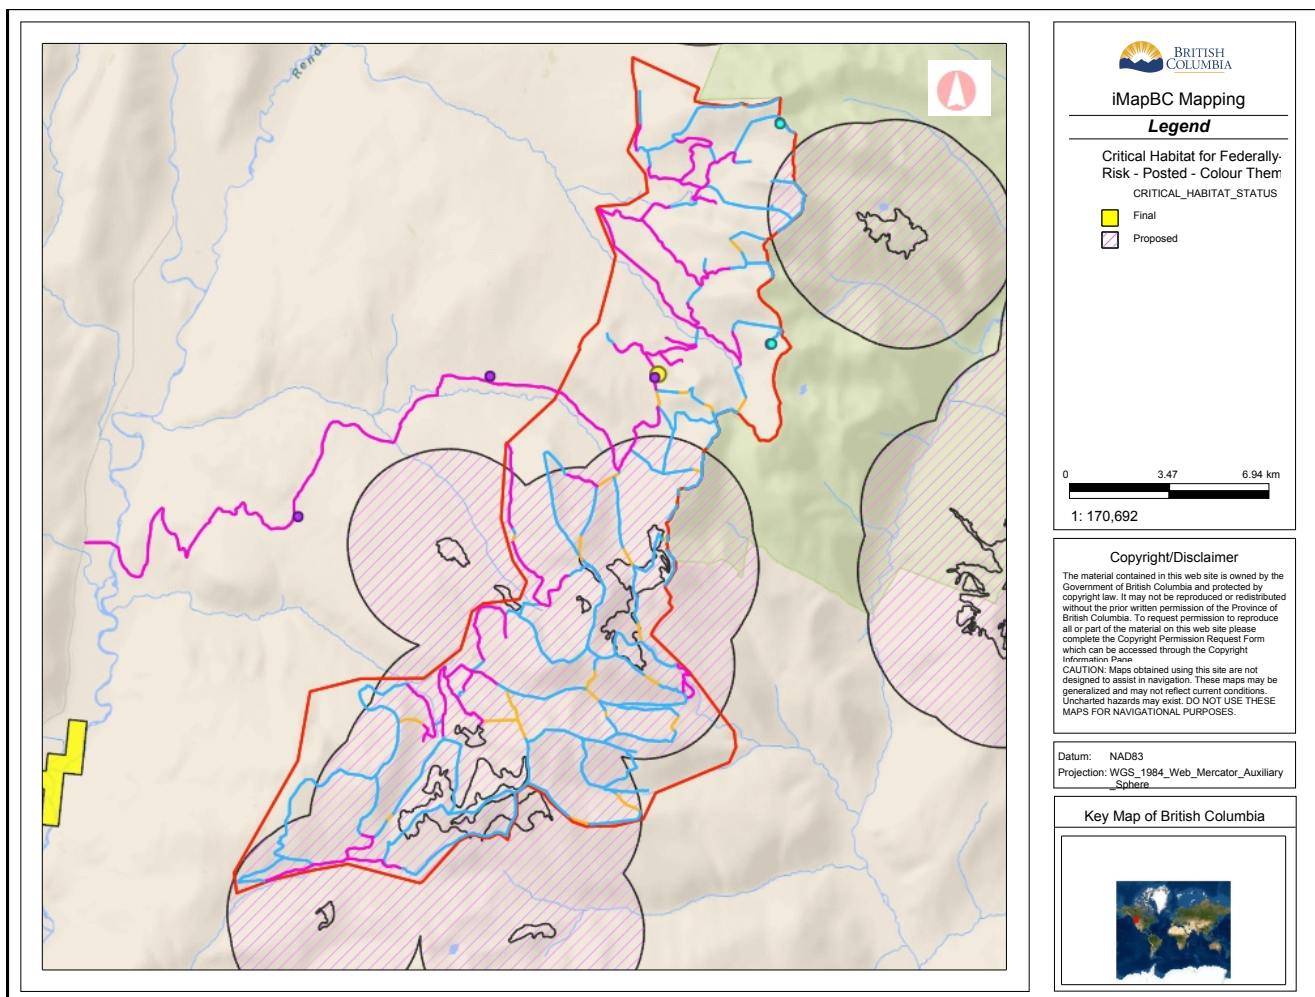 Rende
BRITISH
COLUMBIA
iMapBC Mapping
Legend
Critical Habitat for Federally-
Risk - Posted - Colour Them
CRITICAL_HABITAT_STATUS
Final
Proposed
0 3.47 6.94 km
1: 170,692
Copyright/Disclaimer
The material contained in this web site is owned by the
Government of British Columbia and protected by
copyright law. It may not be reproduced or redistributed
without the prior written permission of the Province of
British Columbia. To request permission to reproduce
all or part of the material on this web site please
complete the Copyright Permission Request Form
which can be accessed through the Copyright
Information Page
CAUTION: Maps obtained using this site are not
designed to assist in navigation. These maps may be
generalized and may not reflect current conditions.
Uncharted hazards may exist. DO NOT USE THESE
MAPS FOR NAVIGATIONAL PURPOSES.
Datum: NAD83
Projection: WGS_1984_Web_Mercator_Auxiliary
_Sphere
Key Map of British Columbia